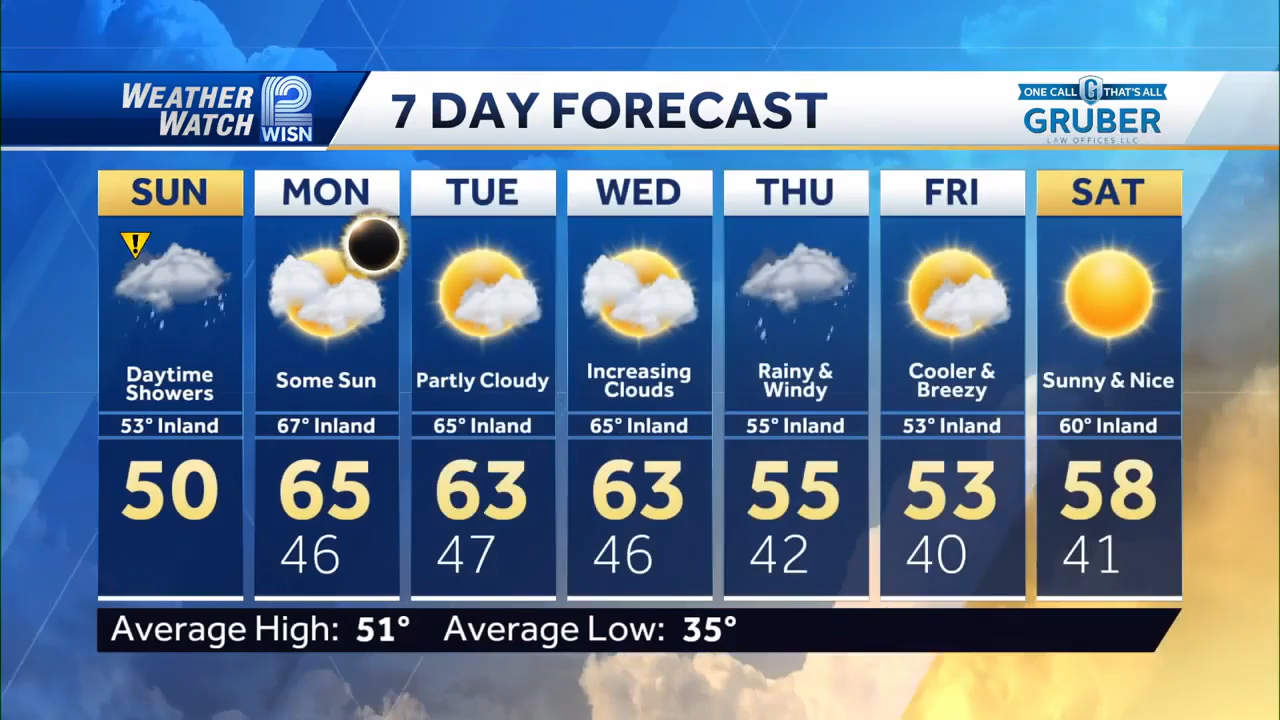 WEATHER
WATCH
12
WISN
7 DAY FORECAST
ONE CALL G THAT'S ALL
GRUBER
LAW OFFICES LLC
SUN MON TUE WED THU FRI SAT
!
Daytime
Showers
Some Sun
Partly Cloudy
Increasing
Clouds
Rainy &
Windy
Cooler &
Breezy
Sunny & Nice
53° Inland 67° Inland 65° Inland 65° Inland 55° Inland 53° Inland 60° Inland
50 65 63 63 55 53 58
46 47 46 42 40 41
Average High: 51° Average Low: 35°